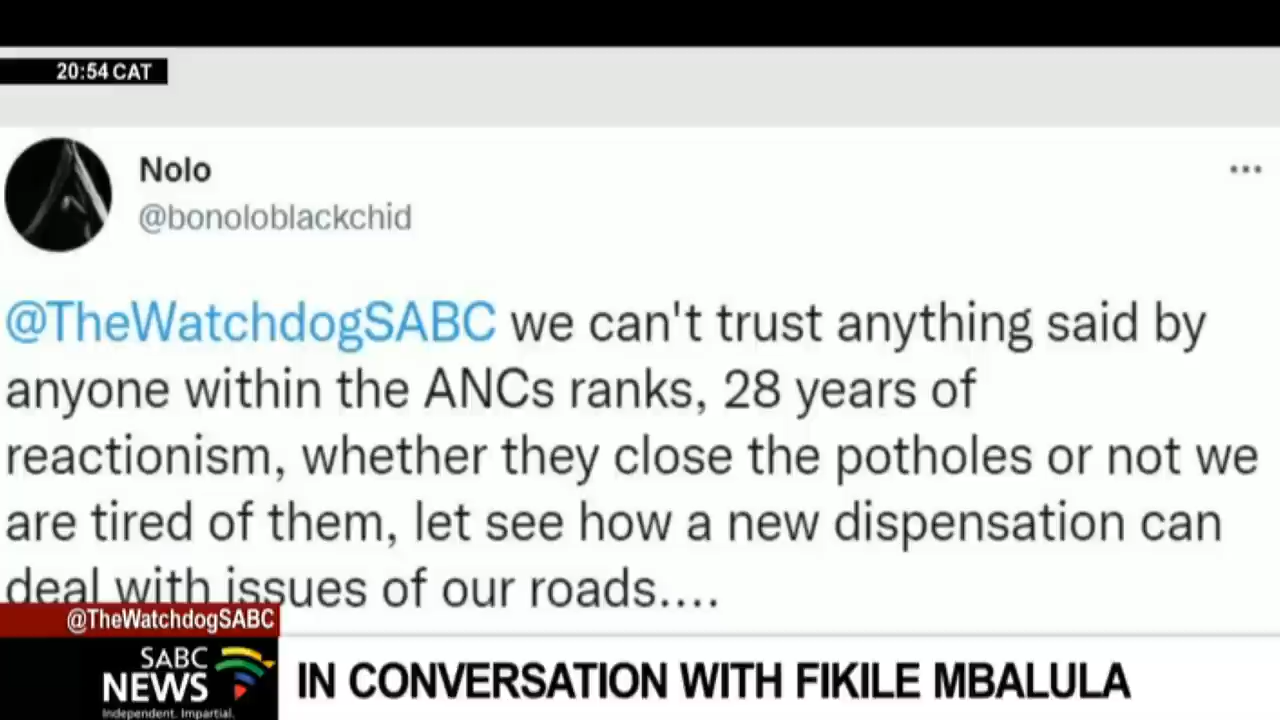 20:54 CAT
Nolo
@bonoloblackchid
@TheWatchdogSABC we can't trust anything said by
anyone within the ANCs ranks, 28 years of
reactionism, whether they close the potholes or not we
are tired of them, let see how a new dispensation can
deal with issues of our roads....
@TheWatchdogSABC
SABC
NEWS
Independent. Impartial.
IN CONVERSATION WITH FIKILE MBALULA